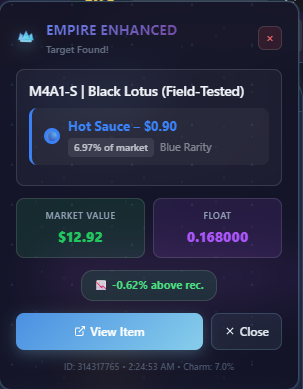 EMPIRE ENHANCED
Target Found!
×
M4A1-S | Black Lotus (Field-Tested)
Hot Sauce – $0.90
6.97% of market Blue Rarity
MARKET VALUE
$12.92
FLOAT
0.168000
-0.62% above rec.
View Item
× Close
ID: 314317765 • 2:24:53 AM • Charm: 7.0%